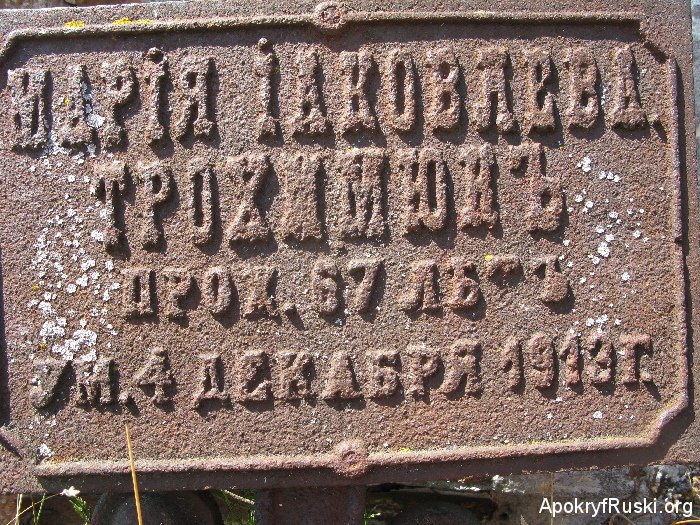 МАРІЯ ІАКОВЛЕВА.
ТРОХИМЮКЪ
ПРОЖ. 67 ЛѢТЪ
УМ. 4 ДЕКАБРЯ 1913 Г.
ApokryfRuski.org